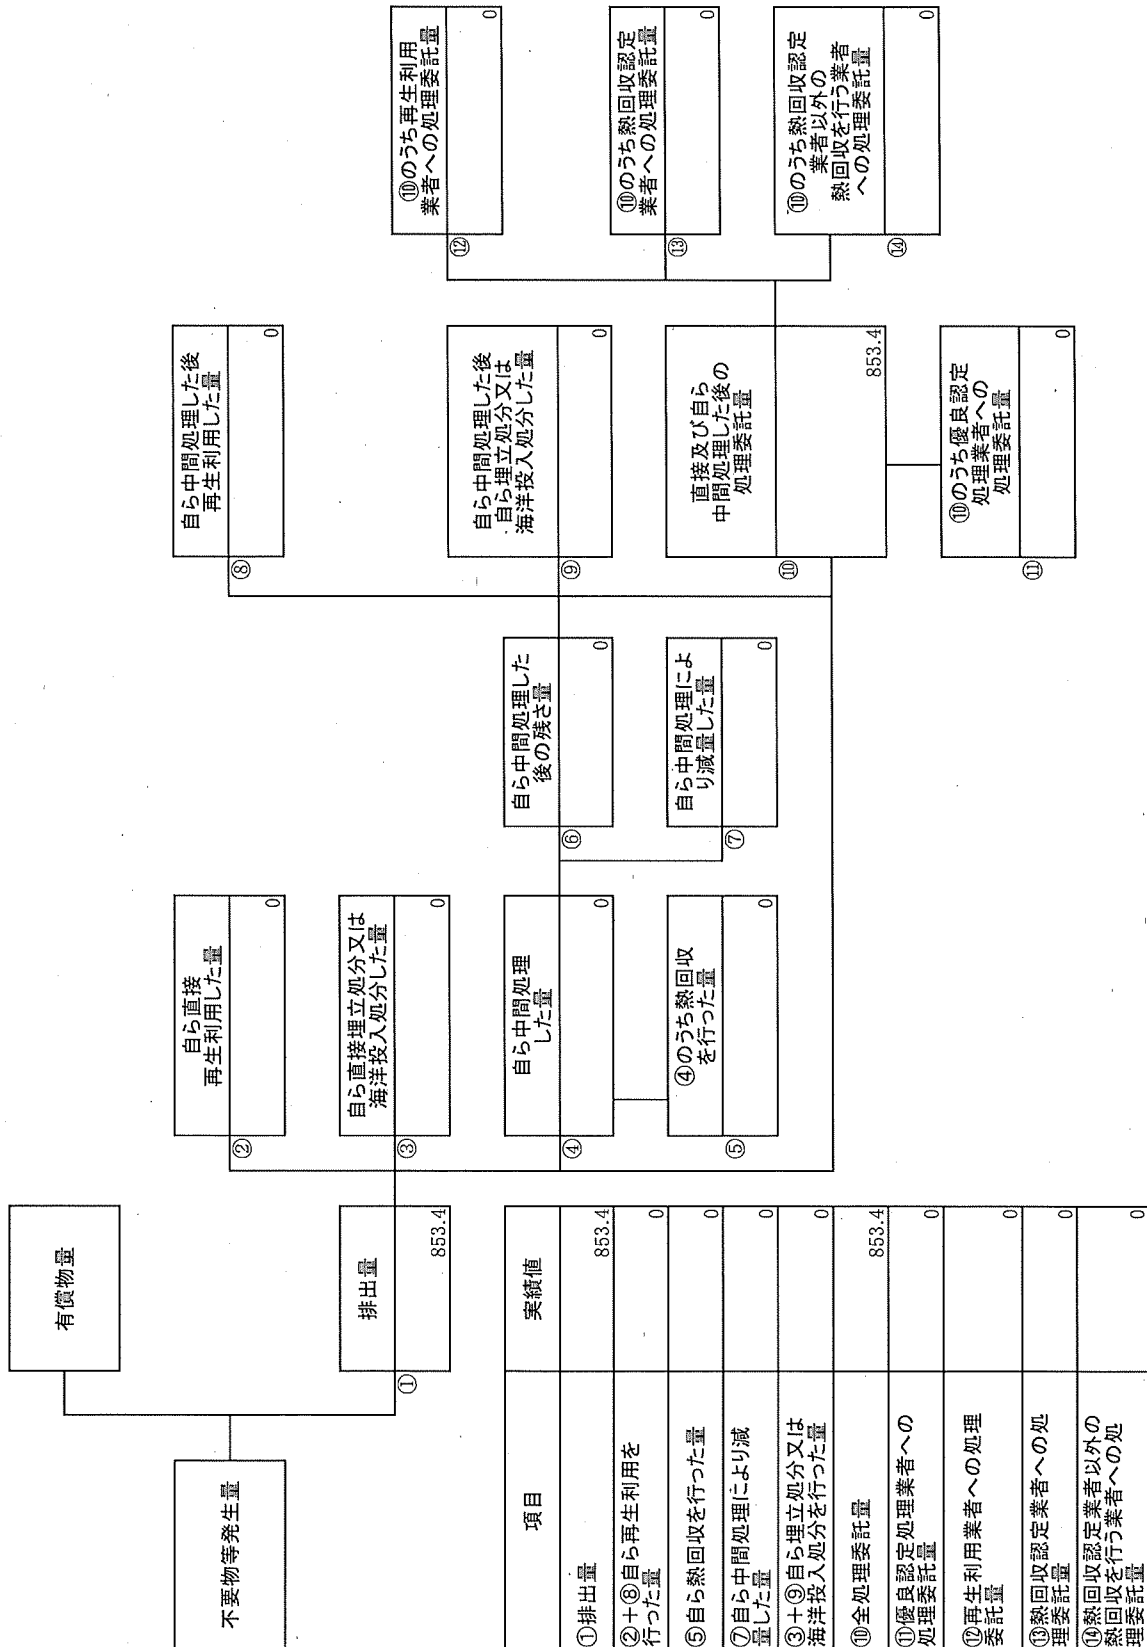 不要物等発生量
有償物量
①
排出量
853.4
②
自ら直接
再生利用した量
0
③
自ら直接埋立処分又は
海洋投入処分した量
0
④
自ら中間処理
した量
0
⑤
④のうち熱回収
を行った量
0
⑥
自ら中間処理した
後の残さ量
0
⑦
自ら中間処理によ
り減量した量
0
⑧
自ら中間処理した後
再生利用した量
0
⑨
自ら中間処理した後
自ら埋立処分又は
海洋投入処分した量
0
⑩
直接及び自ら
中間処理した後の
処理委託量
853.4
⑪
⑩のうち優良認定
処理業者への
処理委託量
0
⑫
⑩のうち再生利用
業者への処理委託量
0
⑬
⑩のうち熱回収認定
業者への処理委託量
0
⑭
⑩のうち熱回収認定
業者以外の
熱回収を行う業者
への処理委託量
0
項目 実績値
①排出量 853.4
②+⑧自ら再生利用を
行った量 0
⑤自ら熱回収を行った量 0
⑦自ら中間処理により減
量した量 0
③+⑨自ら埋立処分又は
海洋投入処分を行った量 0
⑩全処理委託量 853.4
⑪優良認定処理業者への
処理委託量 0
⑫再生利用業者への処理
委託量 0
⑬熱回収認定業者への処
理委託量 0
⑭熱回収認定業者以外の
熱回収を行う業者への処
理委託量 0